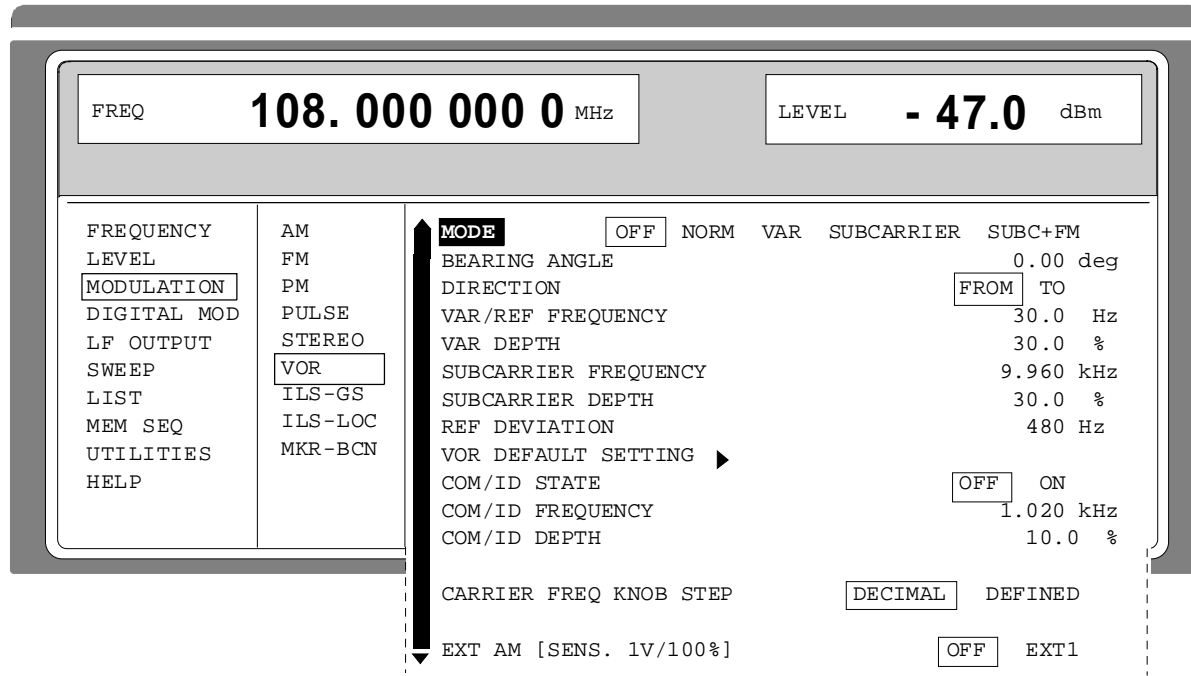 FREQ 108. 000 000 0 MHz
LEVEL - 47.0 dBm
FREQUENCY
LEVEL
MODULATION
DIGITAL MOD
LF OUTPUT
SWEEP
LIST
MEM SEQ
UTILITIES
HELP
AM
FM
PM
PULSE
STEREO
VOR
ILS-GS
ILS-LOC
MKR-BCN
MODE OFF NORM VAR SUBCARRIER SUBC+FM
BEARING ANGLE 0.00 deg
DIRECTION FROM TO
VAR/REF FREQUENCY 30.0 Hz
VAR DEPTH 30.0 %
SUBCARRIER FREQUENCY 9.960 kHz
SUBCARRIER DEPTH 30.0 %
REF DEVIATION 480 Hz
VOR DEFAULT SETTING
COM/ID STATE OFF ON
COM/ID FREQUENCY 1.020 kHz
COM/ID DEPTH 10.0 %
CARRIER FREQ KNOB STEP DECIMAL DEFINED
EXT AM [SENS. 1V/100%] OFF EXT1